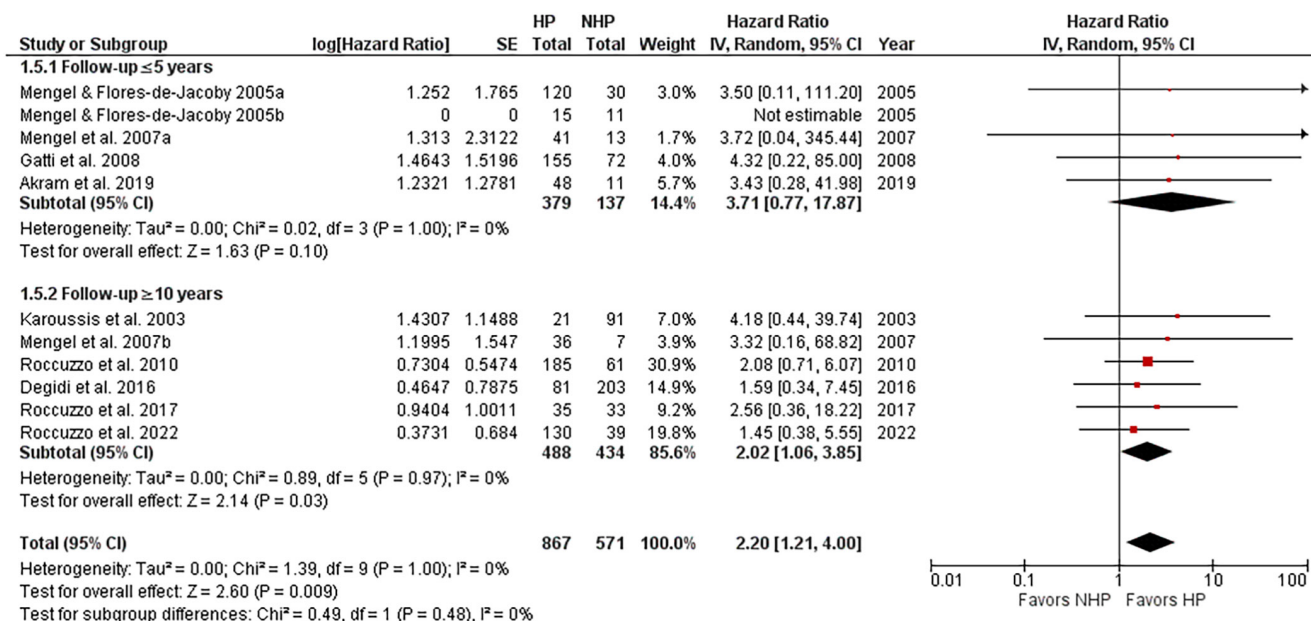 HP NHP Hazard Ratio Hazard Ratio
Study or Subgroup log[Hazard Ratio] SE Total Total Weight IV, Random, 95% CI Year IV, Random, 95% CI
1.5.1 Follow-up ≤5 years
Mengel & Flores-de-Jacoby 2005a 1.252 1.765 120 30 3.0% 3.50 [0.11, 111.20] 2005
Mengel & Flores-de-Jacoby 2005b 0 0 15 11 Not estimable 2005
Mengel et al. 2007a 1.313 2.3122 41 13 1.7% 3.72 [0.04, 345.44] 2007
Gatti et al. 2008 1.4643 1.5196 155 72 4.0% 4.32 [0.22, 85.00] 2008
Akram et al. 2019 1.2321 1.2781 48 11 5.7% 3.43 [0.28, 41.98] 2019
Subtotal (95% CI) 379 137 14.4% 3.71 [0.77, 17.87]
Heterogeneity: Tau² = 0.00; Chi² = 0.02, df = 3 (P = 1.00); I² = 0%
Test for overall effect: Z = 1.63 (P = 0.10)
1.5.2 Follow-up ≥10 years
Karoussis et al. 2003 1.4307 1.1488 21 91 7.0% 4.18 [0.44, 39.74] 2003
Mengel et al. 2007b 1.1995 1.547 36 7 3.9% 3.32 [0.16, 68.82] 2007
Roccuzzo et al. 2010 0.7304 0.5474 185 61 30.9% 2.08 [0.71, 6.07] 2010
Degidi et al. 2016 0.4647 0.7875 81 203 14.9% 1.59 [0.34, 7.45] 2016
Roccuzzo et al. 2017 0.9404 1.0011 35 33 9.2% 2.56 [0.36, 18.22] 2017
Roccuzzo et al. 2022 0.3731 0.684 130 39 19.8% 1.45 [0.38, 5.55] 2022
Subtotal (95% CI) 488 434 85.6% 2.02 [1.06, 3.85]
Heterogeneity: Tau² = 0.00; Chi² = 0.89, df = 5 (P = 0.97); I² = 0%
Test for overall effect: Z = 2.14 (P = 0.03)
Total (95% CI) 867 571 100.0% 2.20 [1.21, 4.00]
Heterogeneity: Tau² = 0.00; Chi² = 1.39, df = 9 (P = 1.00); I² = 0%
Test for overall effect: Z = 2.60 (P = 0.009)
Test for subgroup differences: Chi² = 0.49, df = 1 (P = 0.48), I² = 0%
0.01 0.1 1 10 100
Favors NHP Favors HP